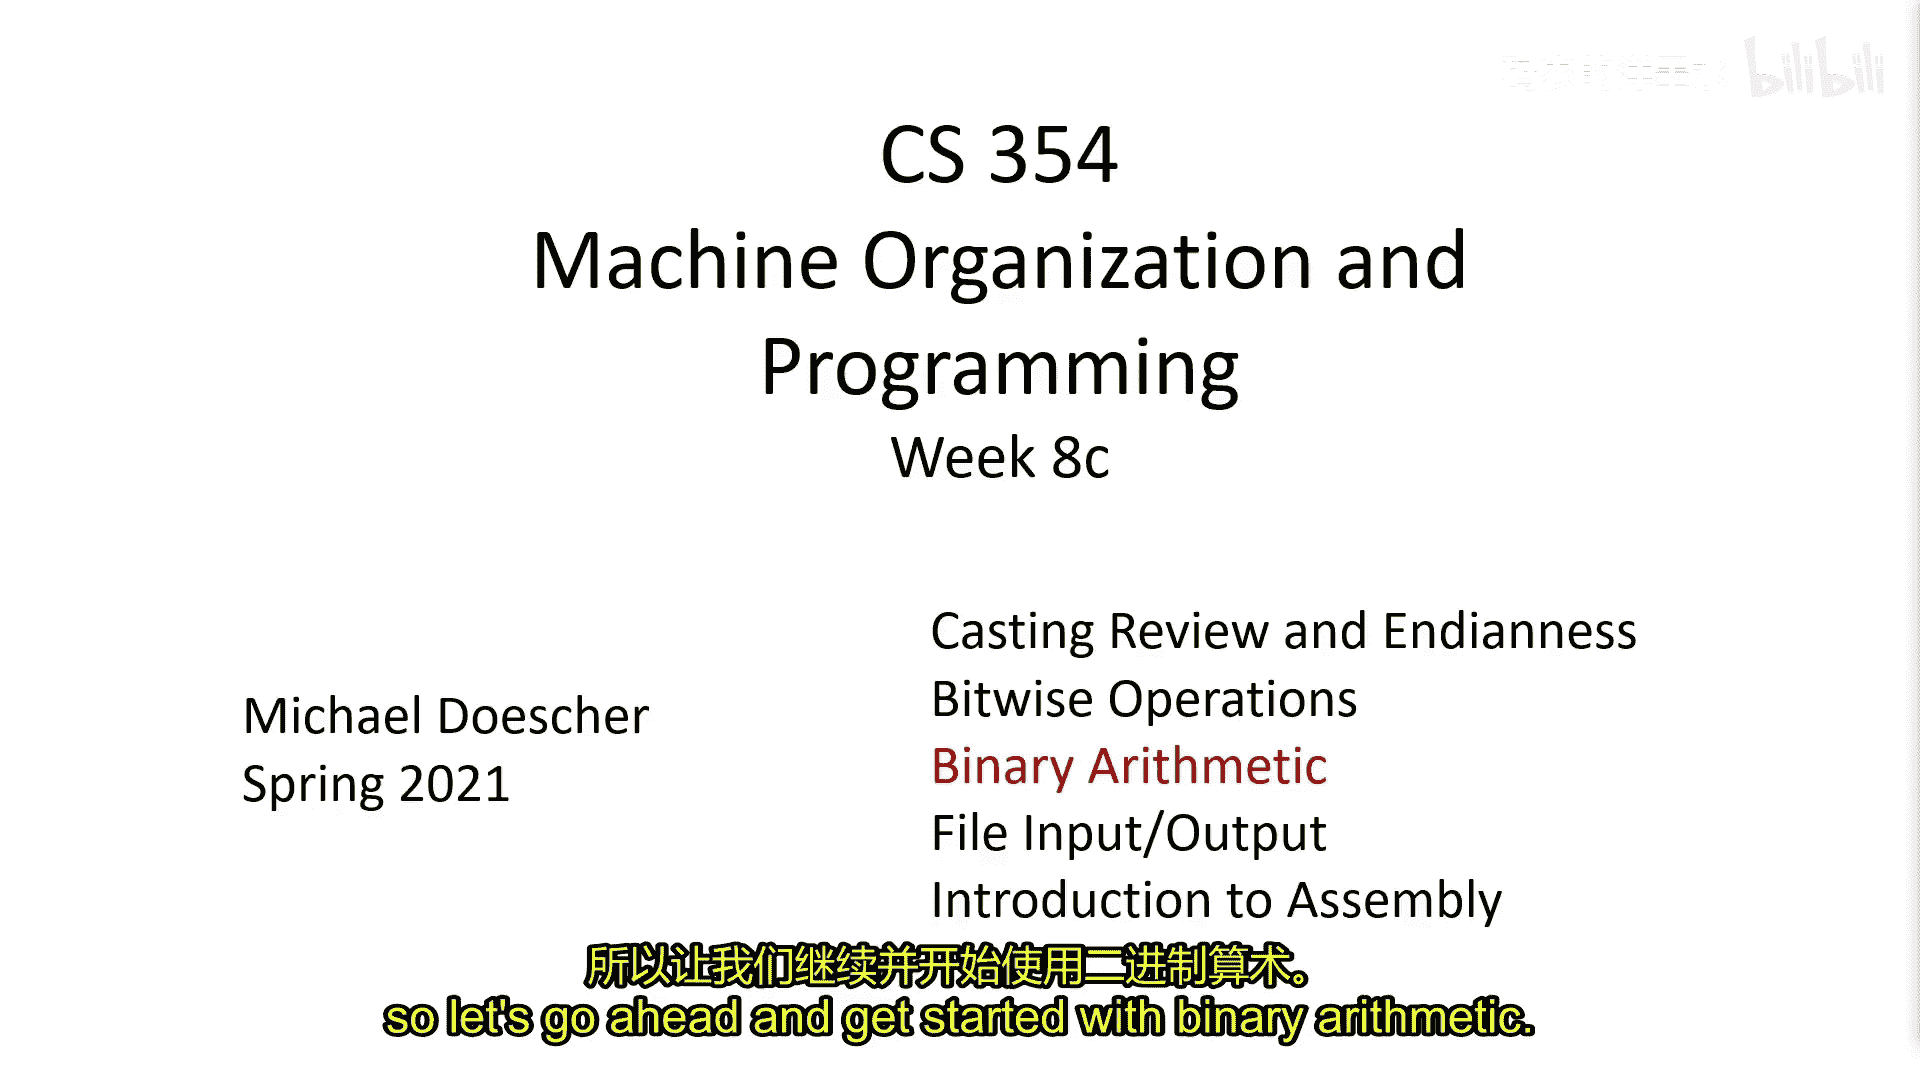 bilibili
CS 354
Machine Organization and
Programming
Week 8c
Michael Doescher
Spring 2021
Casting Review and Endianness
Bitwise Operations
Binary Arithmetic
File Input/Output
Introduction to Assembly
所以让我们继续并开始使用二进制算术。
so let's go ahead and get started with binary arithmetic.